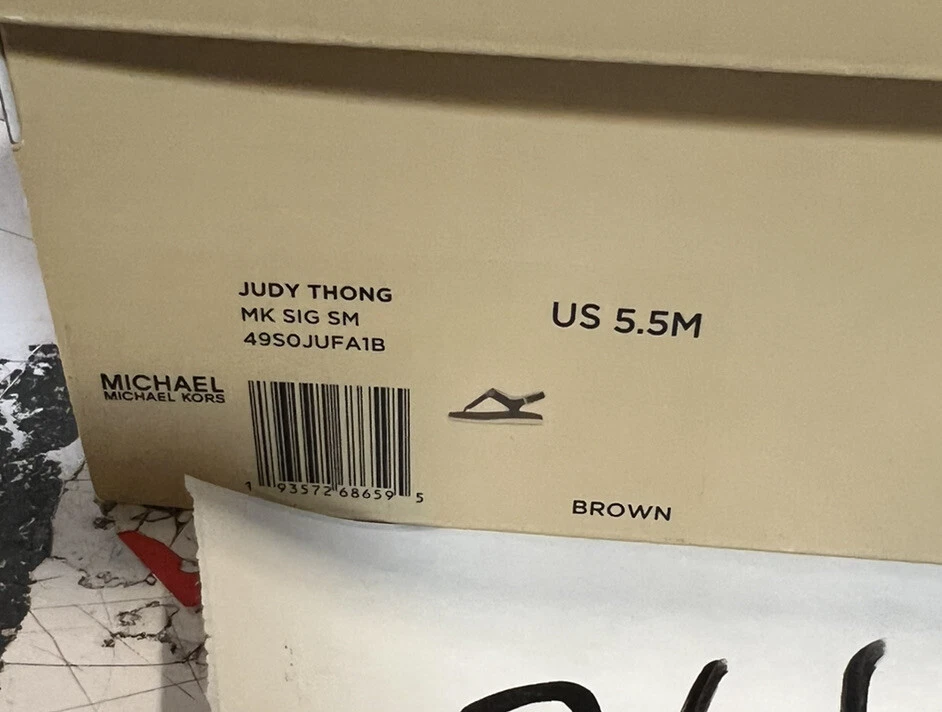 JUDY THONG
MK SIG SM
49S0JUFA1B
US 5.5M
MICHAEL
MICHAEL KORS
1 93572 68659 5
BROWN